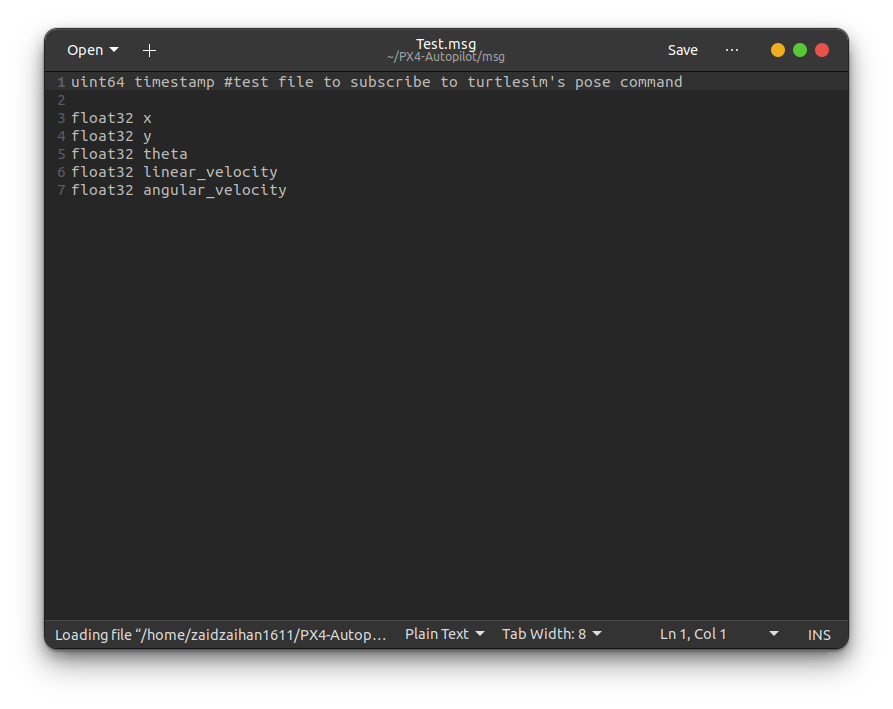 Open
Test.msg
~/PX4-Autopilot/msg
Save
1 uint64 timestamp #test file to subscribe to turtlesim's pose command
2
3 float32 x
4 float32 y
5 float32 theta
6 float32 linear_velocity
7 float32 angular_velocity
Loading file “/home/zaidzaihan1611/PX4-Autop… Plain Text Tab Width: 8 Ln 1, Col 1 INS